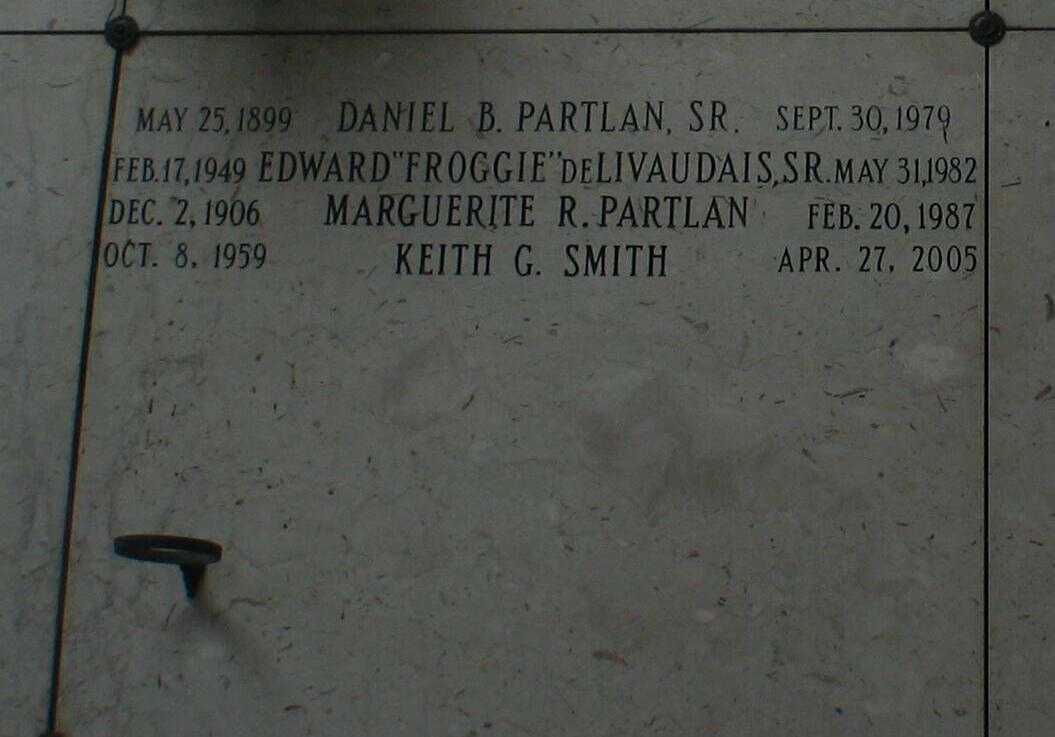 MAY 25, 1899 DANIEL B. PARTLAN, SR. SEPT. 30, 1979
FEB. 17, 1949 EDWARD "FROGGIE" DELIVAUDAIS, SR. MAY 31, 1982
DEC. 2, 1906 MARGUERITE R. PARTLAN FEB. 20, 1987
OCT. 8, 1959 KEITH G. SMITH APR. 27, 2005